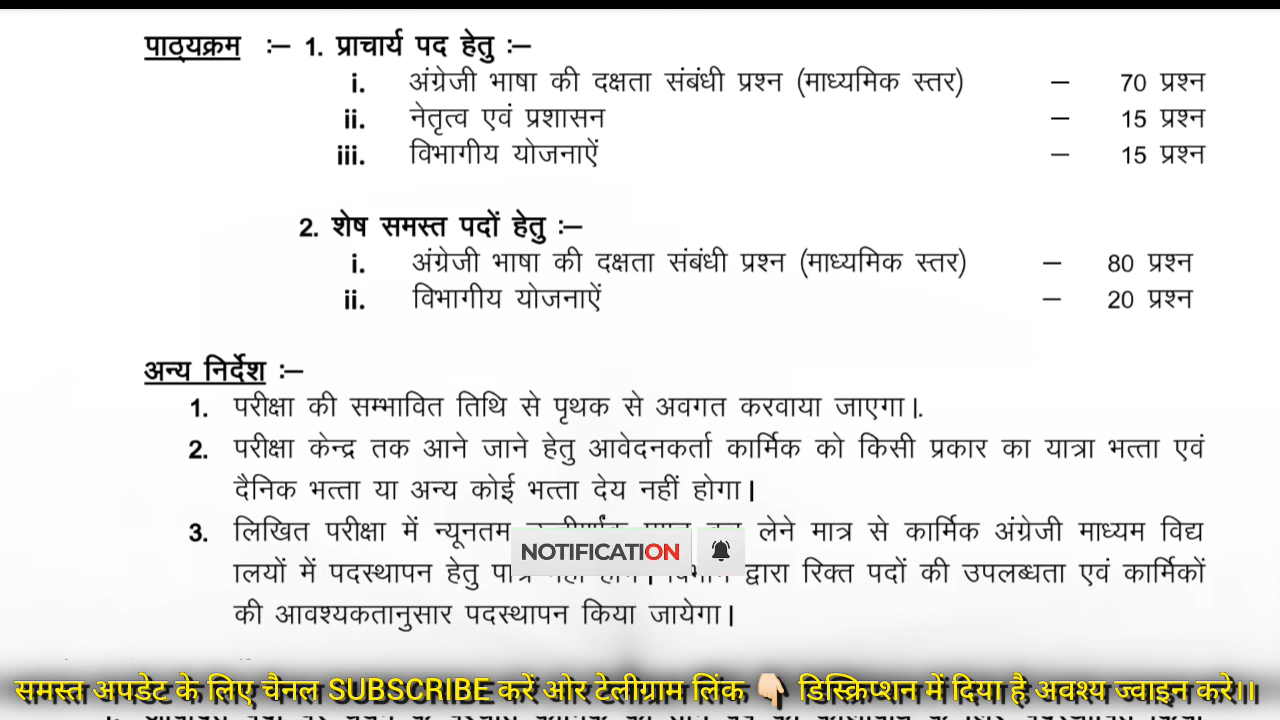 पाठ्यक्रम :– 1. प्राचार्य पद हेतु :–
i. अंग्रेजी भाषा की दक्षता संबंधी प्रश्न (माध्यमिक स्तर) – 70 प्रश्न
ii. नेतृत्व एवं प्रशासन – 15 प्रश्न
iii. विभागीय योजनाऐं – 15 प्रश्न
2. शेष समस्त पदों हेतु :–
i. अंग्रेजी भाषा की दक्षता संबंधी प्रश्न (माध्यमिक स्तर) – 80 प्रश्न
ii. विभागीय योजनाऐं – 20 प्रश्न
अन्य निर्देश :–
1. परीक्षा की सम्भावित तिथि से पृथक से अवगत करवाया जाएगा।.
2. परीक्षा केन्द्र तक आने जाने हेतु आवेदनकर्ता कार्मिक को किसी प्रकार का यात्रा भत्ता एवं
दैनिक भत्ता या अन्य कोई भत्ता देय नहीं होगा।
3. लिखित परीक्षा में न्यूनतम लेने मात्र से कार्मिक अंग्रेजी माध्यम विद्य
ालयों में पदस्थापन हेतु द्वारा रिक्त पदों की उपलब्धता एवं कार्मिकों
NOTIFICATION
की आवश्यकतानुसार पदस्थापन किया जायेगा।
समस्त अपडेट के लिए चैनल SUBSCRIBE करें ओर टेलीग्राम लिंक 👇🏻 डिस्क्रिप्शन में दिया है अवश्य ज्वाइन करे।।